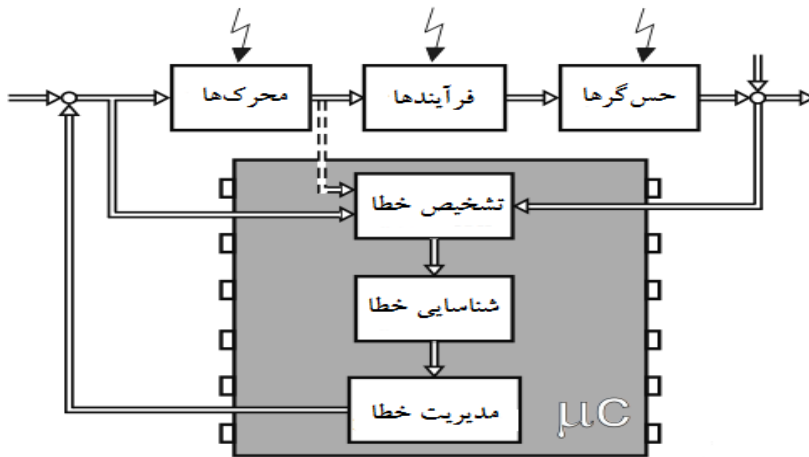 محرک‌ها
فرآیندها
حس‌گرها
تشخیص خطا
شناسایی خطا
مدیریت خطا
μc